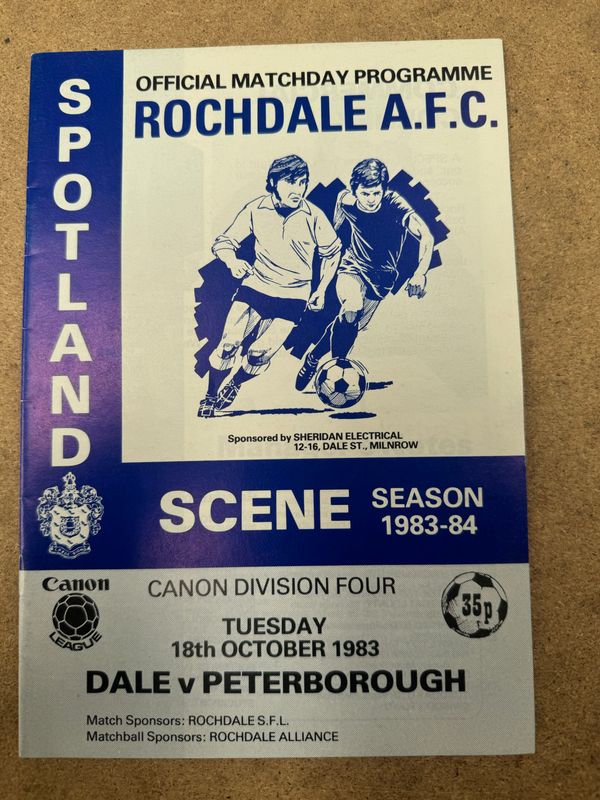 OFFICIAL MATCHDAY PROGRAMME
ROCHDALE A.F.C.
SPOTLAND
Sponsored by SHERIDAN ELECTRICAL
12-16, DALE ST., MILNROW
SCENE
SEASON
1983-84
Canon
LEAGUE
CANON DIVISION FOUR
35p
TUESDAY
18th OCTOBER 1983
DALE v PETERBOROUGH
Match Sponsors: ROCHDALE S.F.L.
Matchball Sponsors: ROCHDALE ALLIANCE